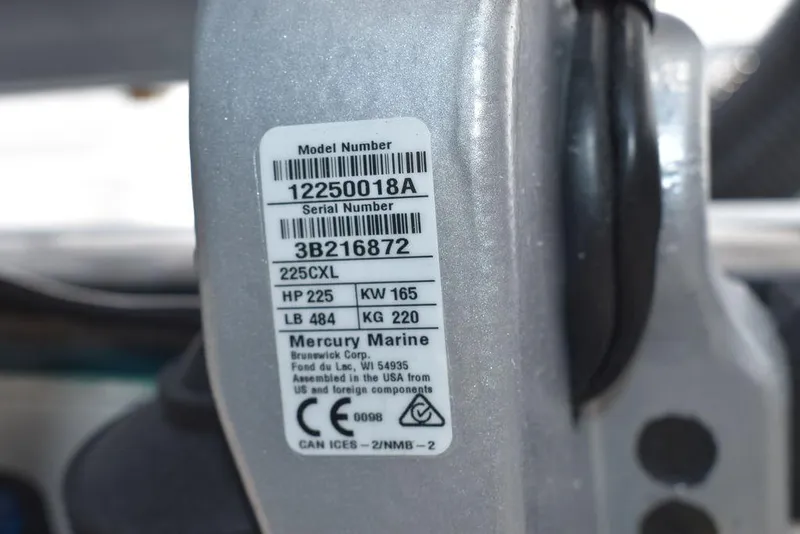 Model Number
12250018A
Serial Number
3B216872
225CXL
HP 225 KW 165
LB 484 KG 220
Mercury Marine
Brunswick Corp.
Fond du Lac, WI 54935
Assembled in the USA from
US and foreign components
CE 0098
CAN ICES-2/NMB-2